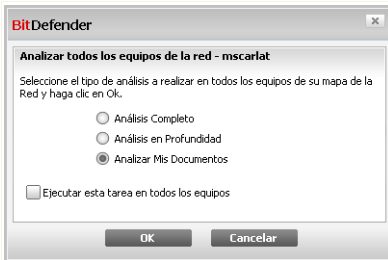 BitDefender
Analizar todos los equipos de la red - mscarlat
Seleccione el tipo de análisis a realizar en todos los equipos de su mapa de la
Red y haga clic en Ok.
Análisis Completo
Análisis en Profundidad
Analizar Mis Documentos
Ejecutar esta tarea en todos los equipos
OK Cancelar